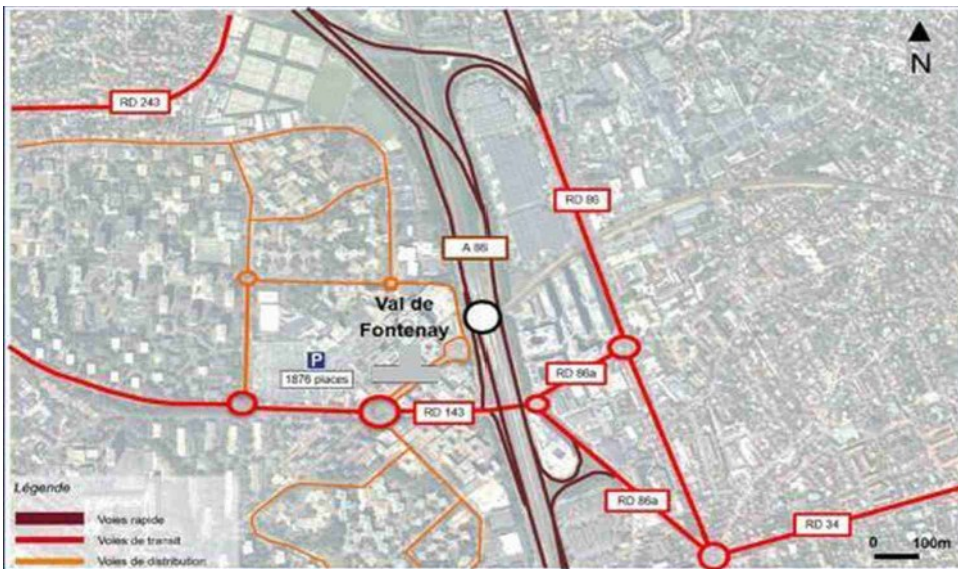 N
RD 243
RD 86
A 86
Val de
Fontenay
P
1876 places
RD 86a
RD 143
RD 86a
RD 34
Légende
Voies rapide
Voies de transit
Voies de distribution
0 100m